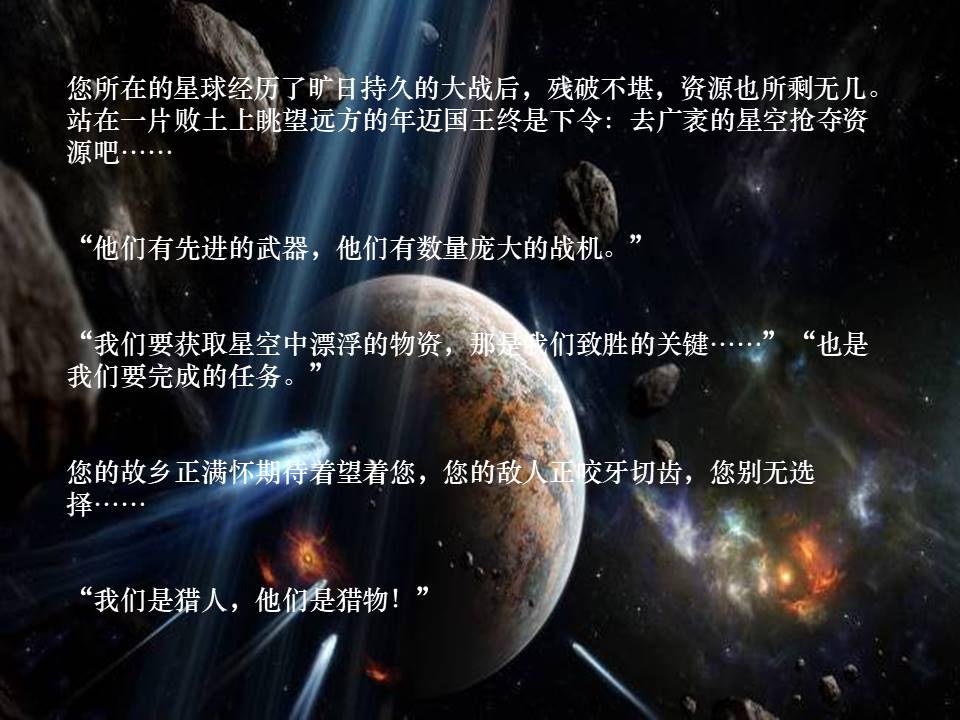 您所在的星球经历了旷日持久的大战后，残破不堪，资源也所剩无几。
站在一片败土上眺望远方的年迈国王终是下令：去广袤的星空抢夺资
源吧……
“他们有先进的武器，他们有数量庞大的战机。”
“我们要获取星空中漂浮的物资，那是我们致胜的关键……”“也是
我们要完成的任务。”
您的故乡正满怀期待着望着您，您的敌人正咬牙切齿，您别无选
择……
“我们是猎人，他们是猎物！”